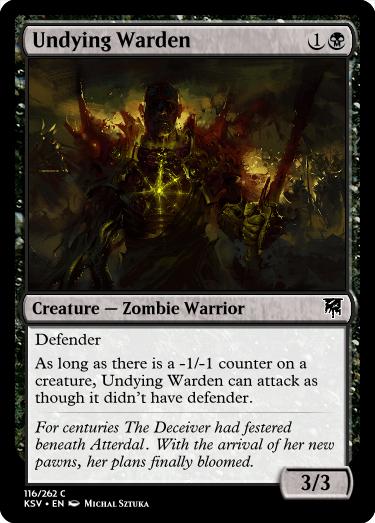 Undying Warden 1
Creature — Zombie Warrior
Defender
As long as there is a -1/-1 counter on a
creature, Undying Warden can attack as
though it didn't have defender.
For centuries The Deceiver had festered
beneath Atterdal. With the arrival of her new
pawns, her plans finally bloomed.
3/3
116/262 C
KSV • EN Michal Sztuka